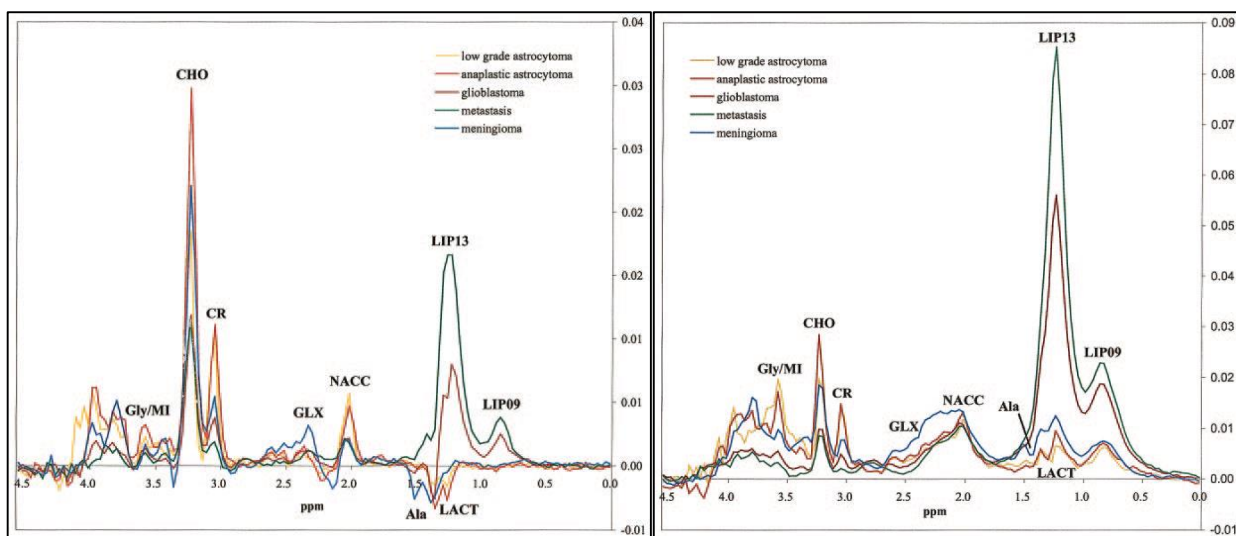 0.04
0.03
0.03
0.02
0.02
0.01
0.01
0.00
-0.01
low grade astrocytoma
anaplastic astrocytoma
glioblastoma
metastasis
meningioma
CHO
CR
Gly/MI
GLX
NACC
LIP13
LIP09
Ala
LACT
4.5 4.0 3.5 3.0 2.5 2.0 1.5 1.0 0.5 0.0
ppm
0.09
0.08
0.07
0.06
0.05
0.04
0.03
0.02
0.01
0.00
-0.01
low grade astrocytoma
anaplastic astrocytoma
glioblastoma
metastasis
meningioma
LIP13
CHO
Gly/MI
CR
GLX
NACC
Ala
LIP09
LACT
4.5 4.0 3.5 3.0 2.5 2.0 1.5 1.0 0.5 0.0
ppm